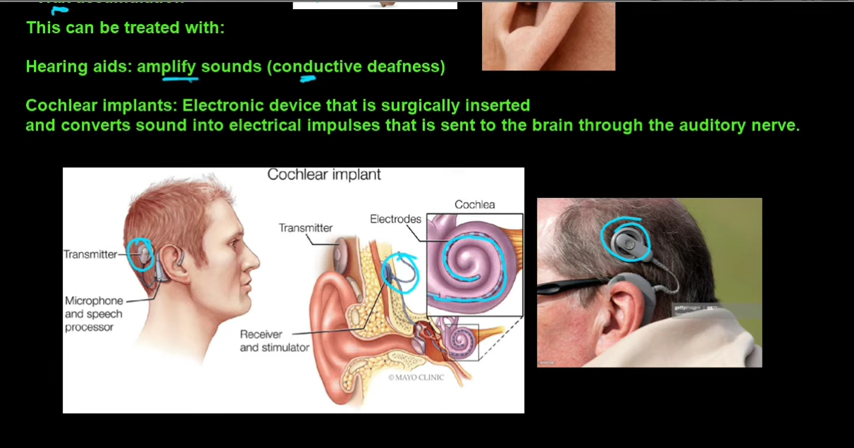 This can be treated with:
Hearing aids: amplify sounds (conductive deafness)
Cochlear implants: Electronic device that is surgically inserted
and converts sound into electrical impulses that is sent to the brain through the auditory nerve.
Cochlear implant
Cochlea
Electrodes
Transmitter
Transmitter
Microphone
and speech
processor
Receiver
and stimulator
© MAYO CLINIC
gettyimages